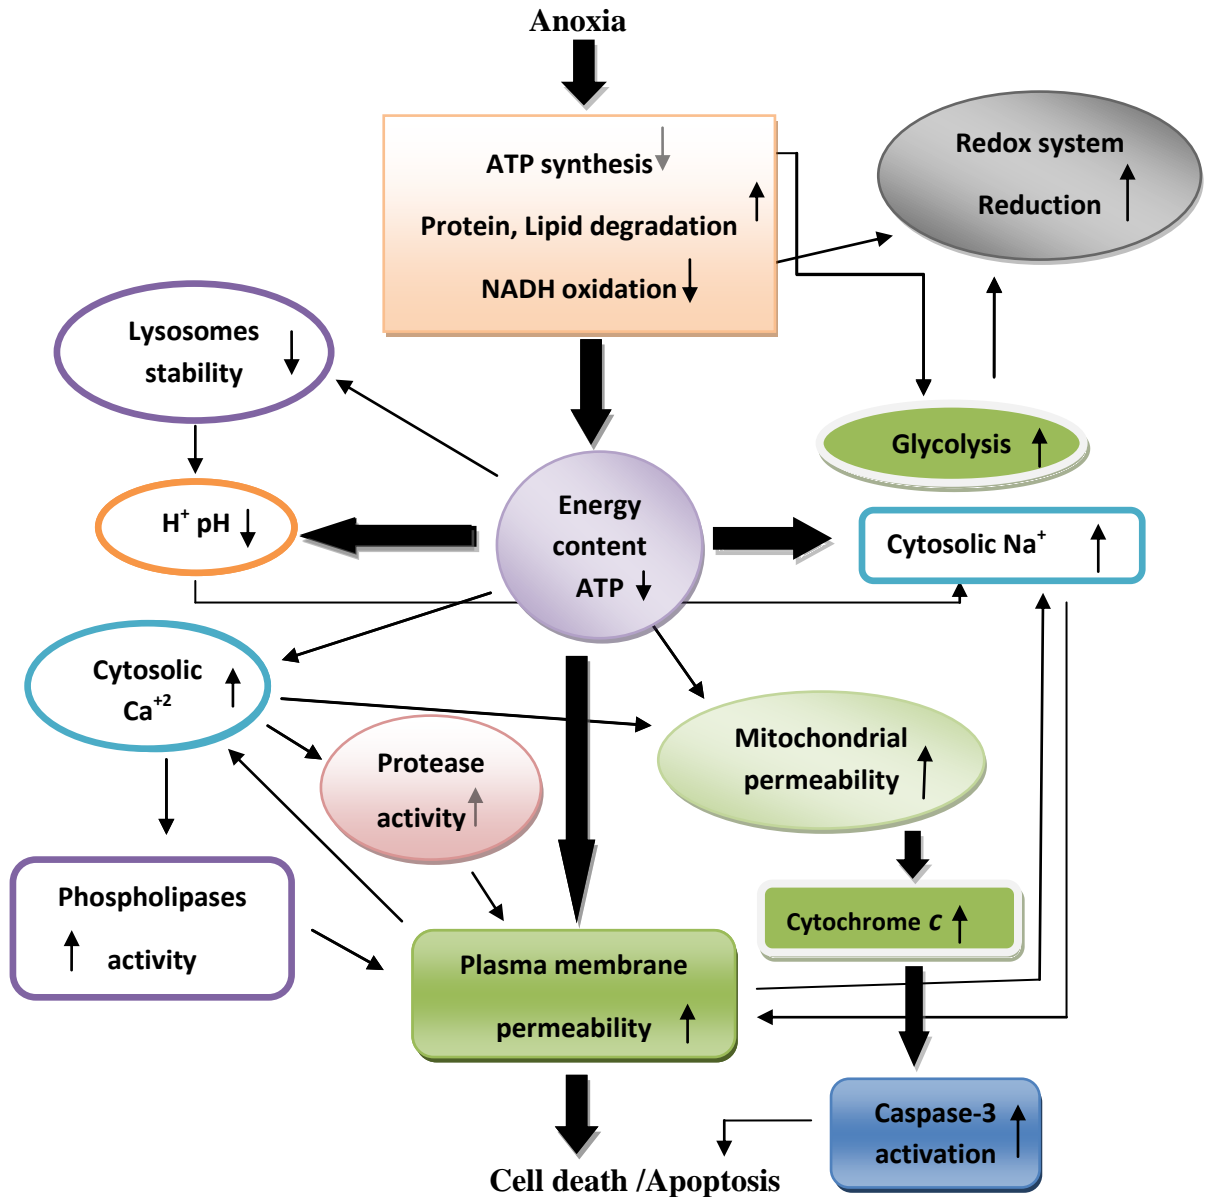 Anoxia
ATP synthesis
Protein, Lipid degradation
NADH oxidation
Redox system
Reduction
Lysosomes
stability
Glycolysis
H⁺ pH
Energy
content
ATP
Cytosolic Na⁺
Cytosolic
Ca⁺²
Mitochondrial
permeability
Protease
activity
Phospholipases
activity
Cytochrome c
Plasma membrane
permeability
Caspase-3
activation
Cell death /Apoptosis